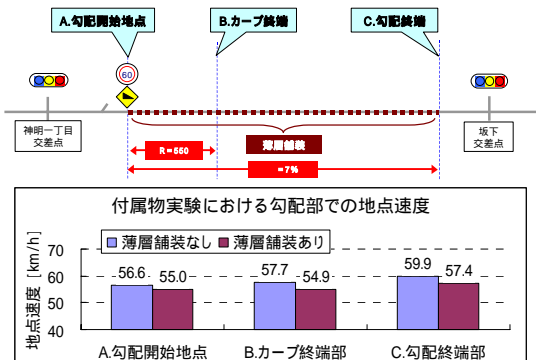 A.勾配開始地点
B.カーブ終端
C.勾配終端
60
神明一丁目
交差点
坂下
交差点
薄層舗装
R=550
=7%
付属物実験における勾配部での地点速度
地点速度 [km/h]
薄層舗装なし
薄層舗装あり
70
60
50
40
56.6
55.0
57.7
54.9
59.9
57.4
A.勾配開始地点
B.カーブ終端部
C.勾配終端部